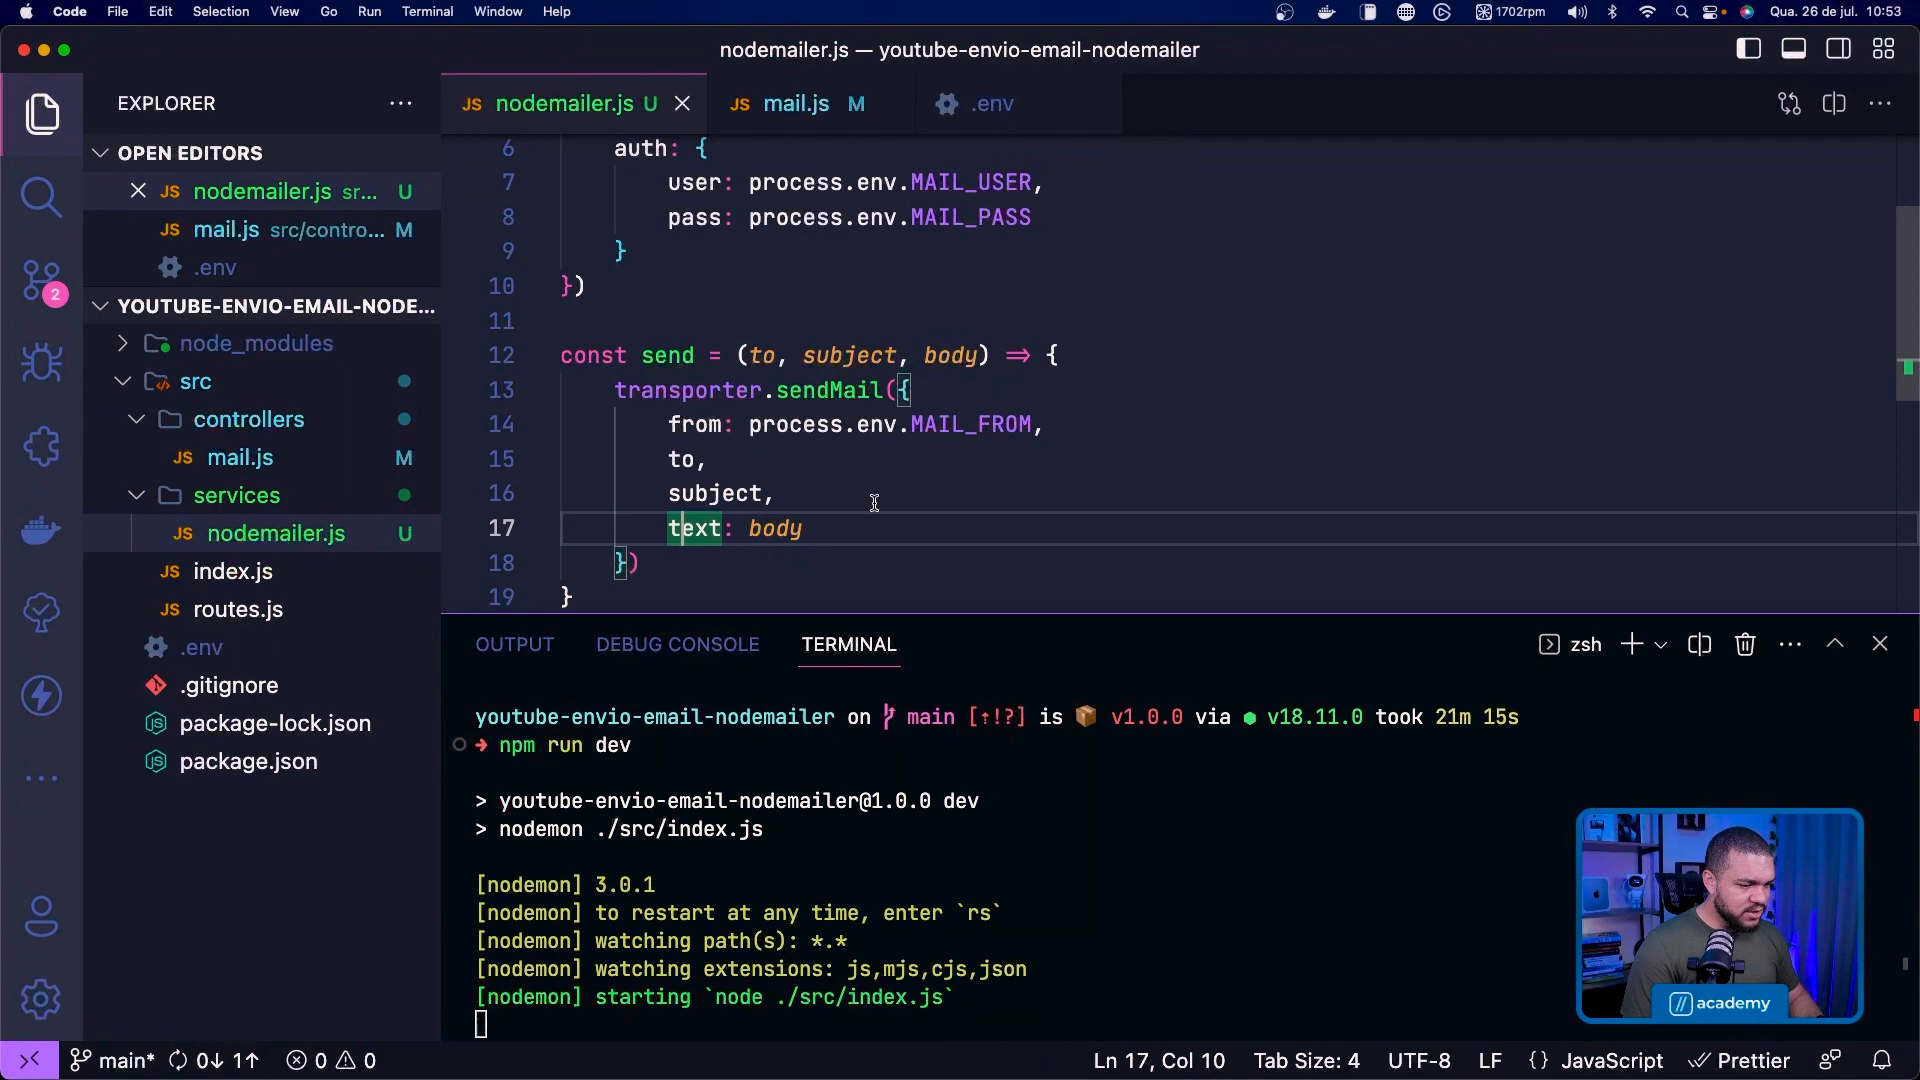 Code File Edit Selection View Go Run Terminal Window Help 1702rpm Qua. 26 de jul. 10:53
nodemailer.js — youtube-envio-email-nodemailer
EXPLORER
JS nodemailer.js U
JS mail.js M
.env
OPEN EDITORS
JS nodemailer.js sr... U
JS mail.js src/contro... M
.env
YOUTUBE-ENVIO-EMAIL-NODE...
node_modules
src
controllers
JS mail.js M
services
JS nodemailer.js U
JS index.js
JS routes.js
.env
.gitignore
package-lock.json
package.json
2
6 auth: {
7 user: process.env.MAIL_USER,
8 pass: process.env.MAIL_PASS
9 }
10 })
11
12 const send = (to, subject, body) => {
13 transporter.sendMail({
14 from: process.env.MAIL_FROM,
15 to,
16 subject,
17 text: body
18 })
19 }
OUTPUT DEBUG CONSOLE TERMINAL zsh
youtube-envio-email-nodemailer on main [⇡!?] is 📦 v1.0.0 via v18.11.0 took 21m 15s
➜ npm run dev
> youtube-envio-email-nodemailer@1.0.0 dev
> nodemon ./src/index.js
[nodemon] 3.0.1
[nodemon] to restart at any time, enter `rs`
[nodemon] watching path(s): *.*
[nodemon] watching extensions: js,mjs,cjs,json
[nodemon] starting `node ./src/index.js`
// academy
main* 0↓ 1↑ 0 0 Ln 17, Col 10 Tab Size: 4 UTF-8 LF {} JavaScript Prettier